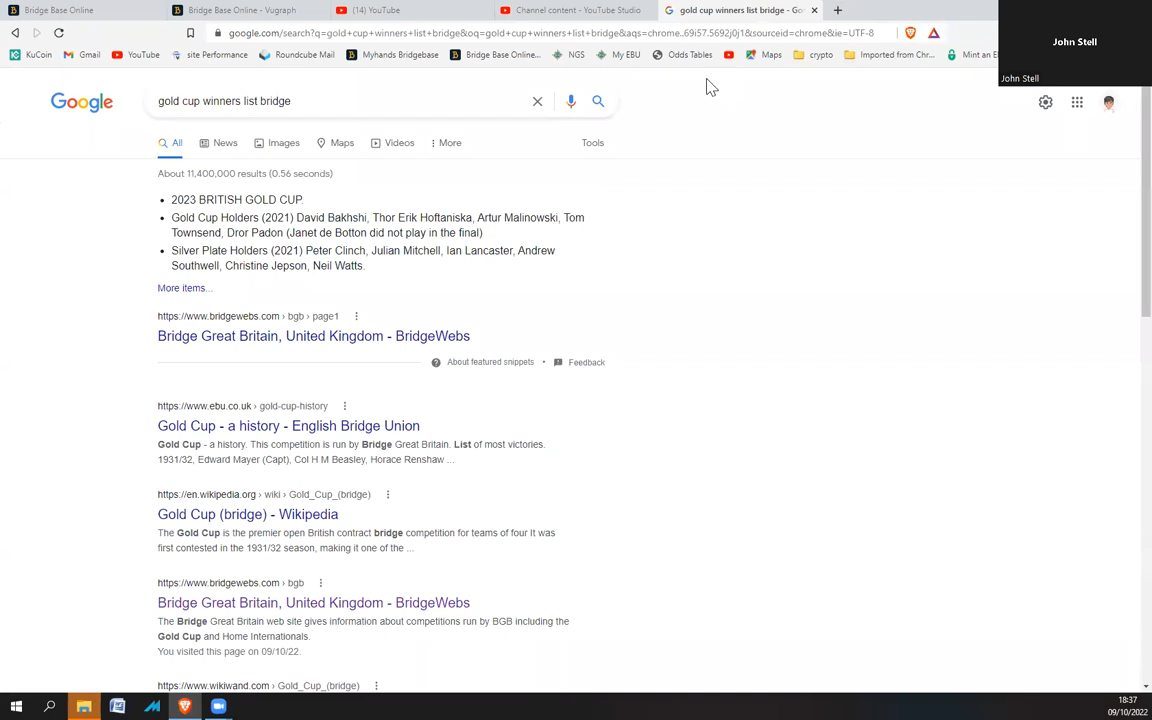 Bridge Base Online
Bridge Base Online - Vugraph
(14) YouTube
Channel content - YouTube Studio
gold cup winners list bridge - Go
google.com/search?q=gold+cup+winners+list+bridge&oq=gold+cup+winners+list+bridge&aqs=chrome..69i57.5692j0j1&sourceid=chrome&ie=UTF-8
John Stell
John Stell
KuCoin
Gmail
YouTube
site Performance
Roundcube Mail
Myhands Bridgebase
Bridge Base Online...
NGS
My EBU
Odds Tables
Maps
crypto
Imported from Chr...
Mint an E
Google
gold cup winners list bridge
All
News
Images
Maps
Videos
More
Tools
About 11,400,000 results (0.56 seconds)
2023 BRITISH GOLD CUP.
Gold Cup Holders (2021) David Bakhshi, Thor Erik Hoftaniska, Artur Malinowski, Tom
Townsend, Dror Padon (Janet de Botton did not play in the final)
Silver Plate Holders (2021) Peter Clinch, Julian Mitchell, Ian Lancaster, Andrew
Southwell, Christine Jepson, Neil Watts.
More items...
https://www.bridgewebs.com › bgb › page1
Bridge Great Britain, United Kingdom - BridgeWebs
About featured snippets • Feedback
https://www.ebu.co.uk › gold-cup-history
Gold Cup - a history - English Bridge Union
Gold Cup - a history. This competition is run by Bridge Great Britain. List of most victories.
1931/32, Edward Mayer (Capt), Col H M Beasley, Horace Renshaw ...
https://en.wikipedia.org › wiki › Gold_Cup_(bridge)
Gold Cup (bridge) - Wikipedia
The Gold Cup is the premier open British contract bridge competition for teams of four It was
first contested in the 1931/32 season, making it one of the ...
https://www.bridgewebs.com › bgb
Bridge Great Britain, United Kingdom - BridgeWebs
The Bridge Great Britain web site gives information about competitions run by BGB including the
Gold Cup and Home Internationals.
You visited this page on 09/10/22.
https://www.wikiwand.com › Gold_Cup_(bridge)
18:37
09/10/2022